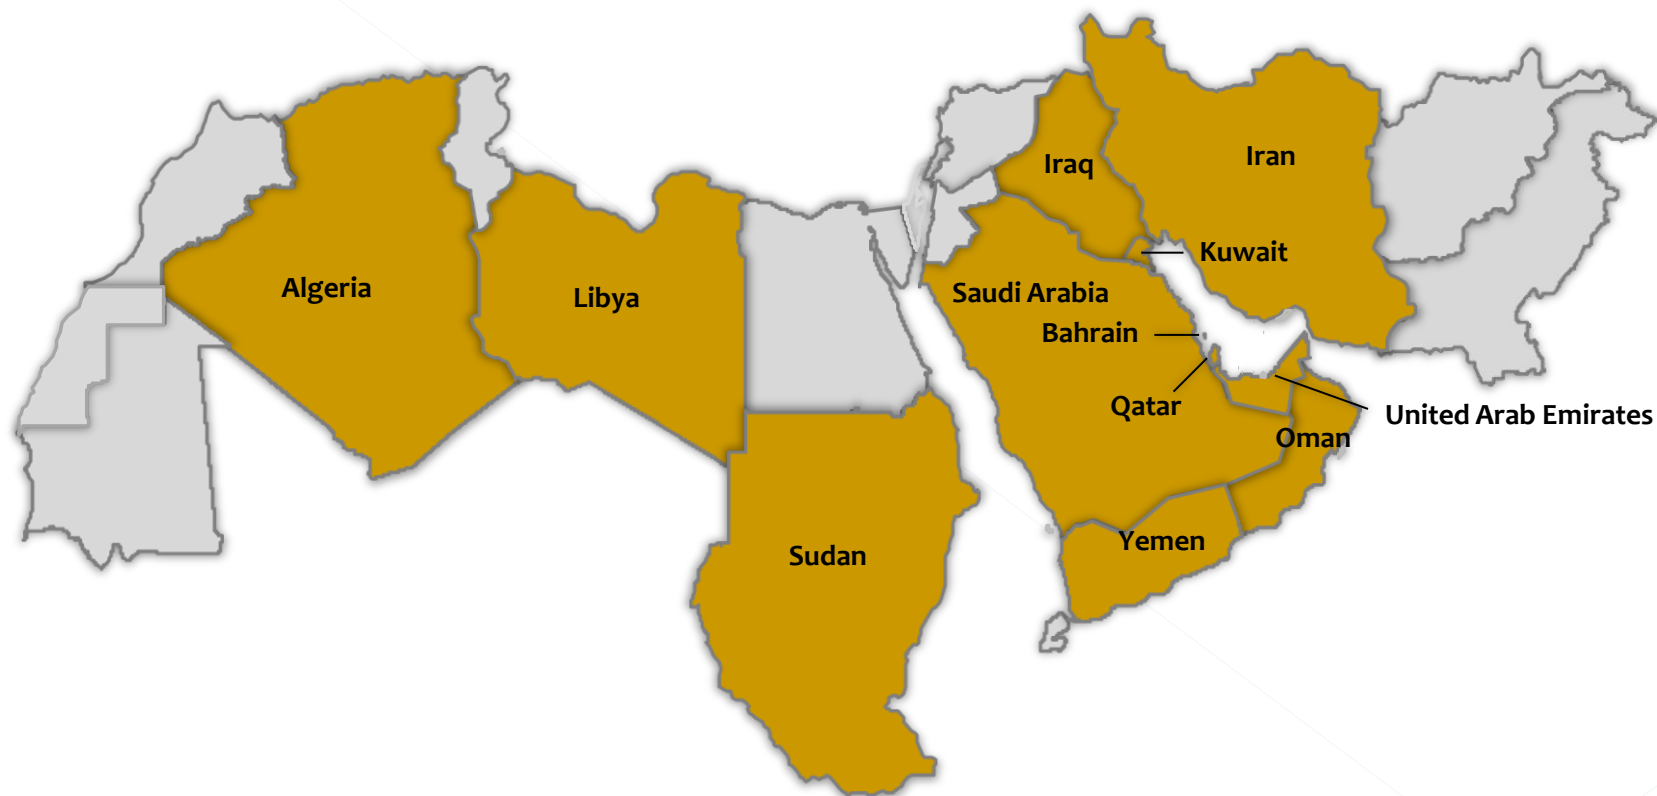 Iraq
Iran
Kuwait
Algeria
Libya
Saudi Arabia
Bahrain
Qatar
United Arab Emirates
Oman
Yemen
Sudan